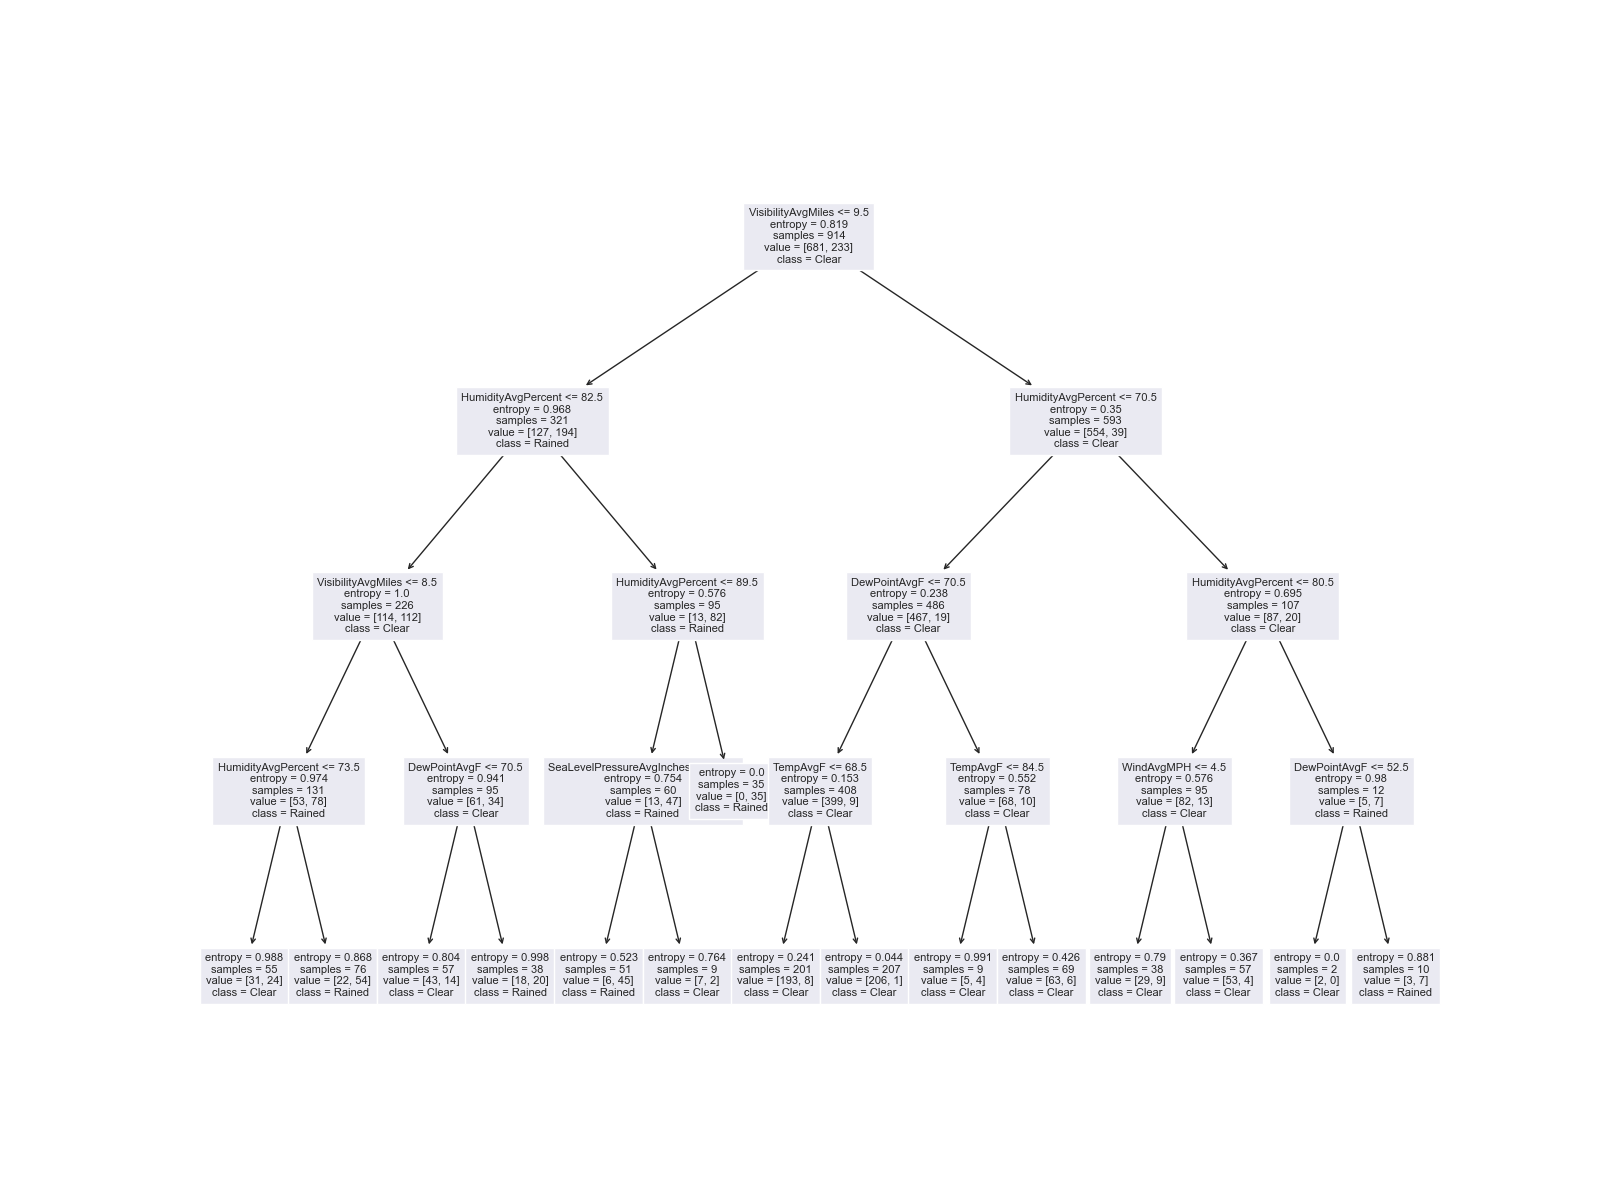 VisibilityAvgMiles <= 9.5
entropy = 0.819
samples = 914
value = [681, 233]
class = Clear
HumidityAvgPercent <= 82.5
entropy = 0.968
samples = 321
value = [127, 194]
class = Rained
HumidityAvgPercent <= 70.5
entropy = 0.35
samples = 593
value = [554, 39]
class = Clear
VisibilityAvgMiles <= 8.5
entropy = 1.0
samples = 226
value = [114, 112]
class = Clear
HumidityAvgPercent <= 89.5
entropy = 0.576
samples = 95
value = [13, 82]
class = Rained
DewPointAvgF <= 70.5
entropy = 0.238
samples = 486
value = [467, 19]
class = Clear
HumidityAvgPercent <= 80.5
entropy = 0.695
samples = 107
value = [87, 20]
class = Clear
HumidityAvgPercent <= 73.5
entropy = 0.974
samples = 131
value = [53, 78]
class = Rained
DewPointAvgF <= 70.5
entropy = 0.941
samples = 95
value = [61, 34]
class = Clear
SeaLevelPressureAvgInches
entropy = 0.754
samples = 60
value = [13, 47]
class = Rained
entropy = 0.0
samples = 35
value = [0, 35]
class = Rained
TempAvgF <= 68.5
entropy = 0.153
samples = 408
value = [399, 9]
class = Clear
TempAvgF <= 84.5
entropy = 0.552
samples = 78
value = [68, 10]
class = Clear
WindAvgMPH <= 4.5
entropy = 0.576
samples = 95
value = [82, 13]
class = Clear
DewPointAvgF <= 52.5
entropy = 0.98
samples = 12
value = [5, 7]
class = Rained
entropy = 0.988
samples = 55
value = [31, 24]
class = Clear
entropy = 0.868
samples = 76
value = [22, 54]
class = Rained
entropy = 0.804
samples = 57
value = [43, 14]
class = Clear
entropy = 0.998
samples = 38
value = [18, 20]
class = Rained
entropy = 0.523
samples = 51
value = [6, 45]
class = Rained
entropy = 0.764
samples = 9
value = [7, 2]
class = Clear
entropy = 0.241
samples = 201
value = [193, 8]
class = Clear
entropy = 0.044
samples = 207
value = [206, 1]
class = Clear
entropy = 0.991
samples = 9
value = [5, 4]
class = Clear
entropy = 0.426
samples = 69
value = [63, 6]
class = Clear
entropy = 0.79
samples = 38
value = [29, 9]
class = Clear
entropy = 0.367
samples = 57
value = [53, 4]
class = Clear
entropy = 0.0
samples = 2
value = [2, 0]
class = Clear
entropy = 0.881
samples = 10
value = [3, 7]
class = Rained